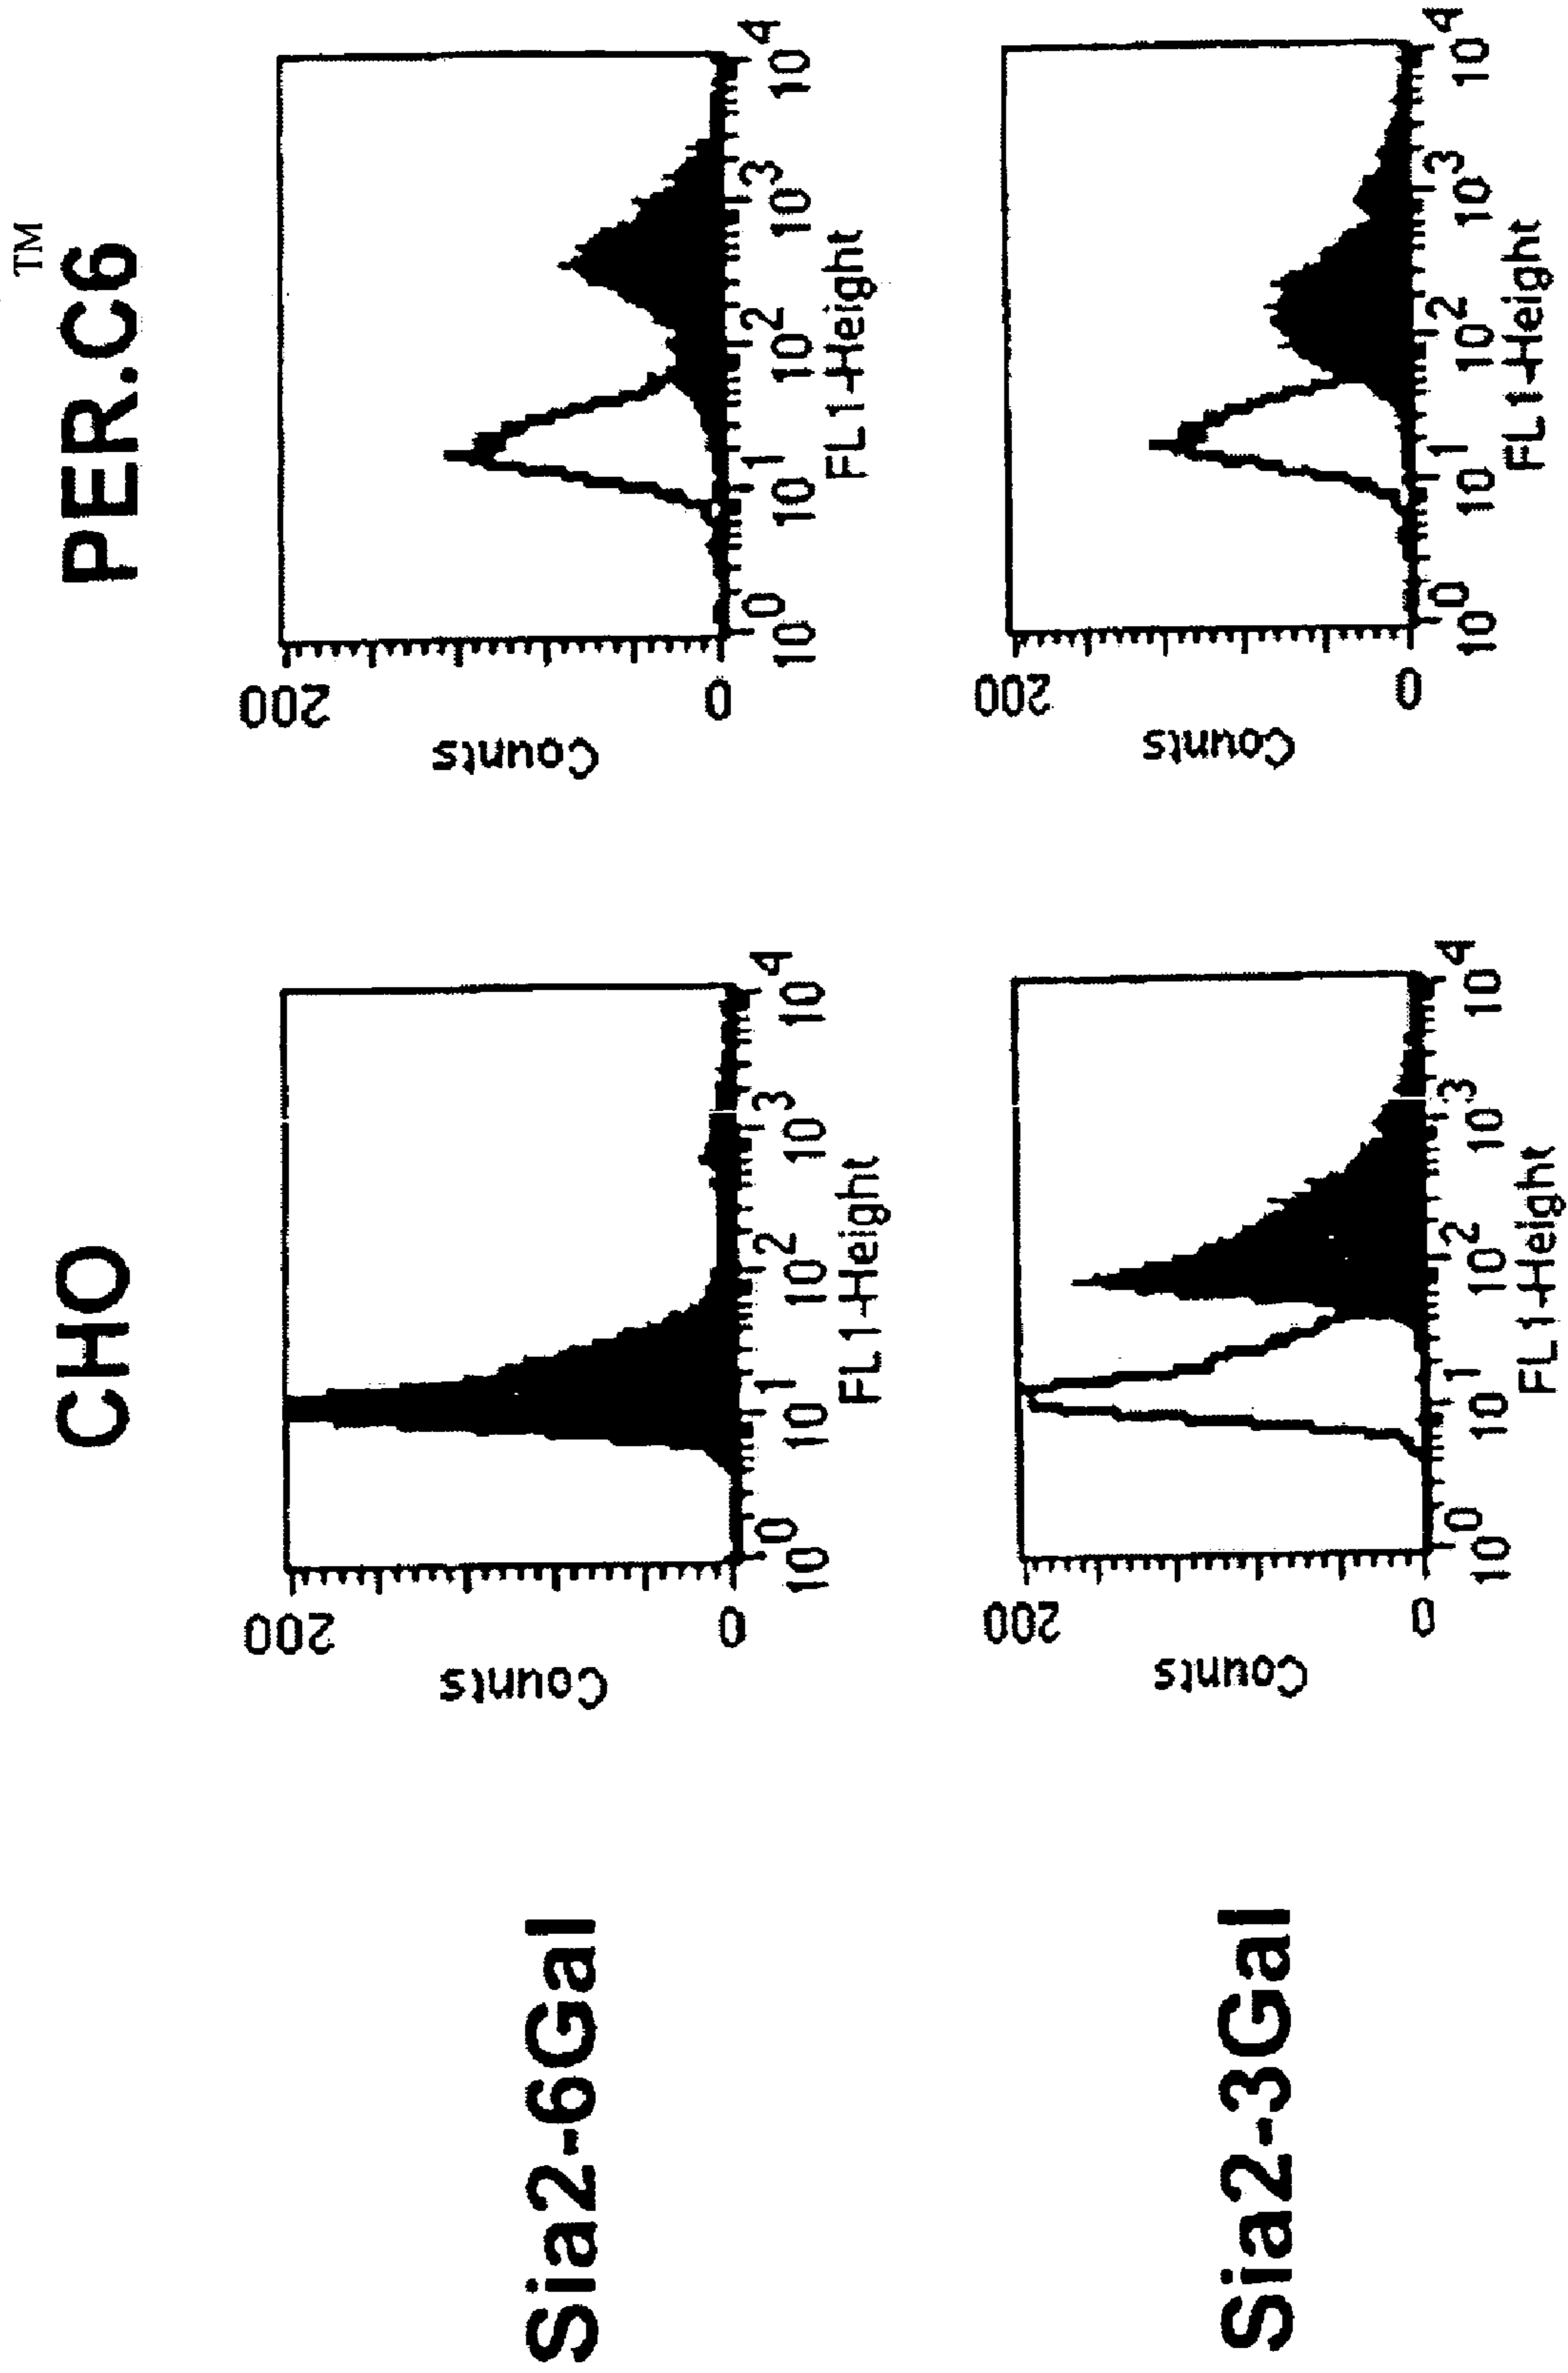 CHO
PER.C6™
Sia2-6Gal
Counts
200
0
10⁰ 10¹ 10² 10³ 10⁴
FL1-Height
Counts
200
0
10⁰ 10¹ 10² 10³ 10⁴
FL1-Height
Sia2-3Gal
Counts
200
0
10⁰ 10¹ 10² 10³ 10⁴
FL1-Height
Counts
200
0
10⁰ 10¹ 10² 10³ 10⁴
FL1-Height